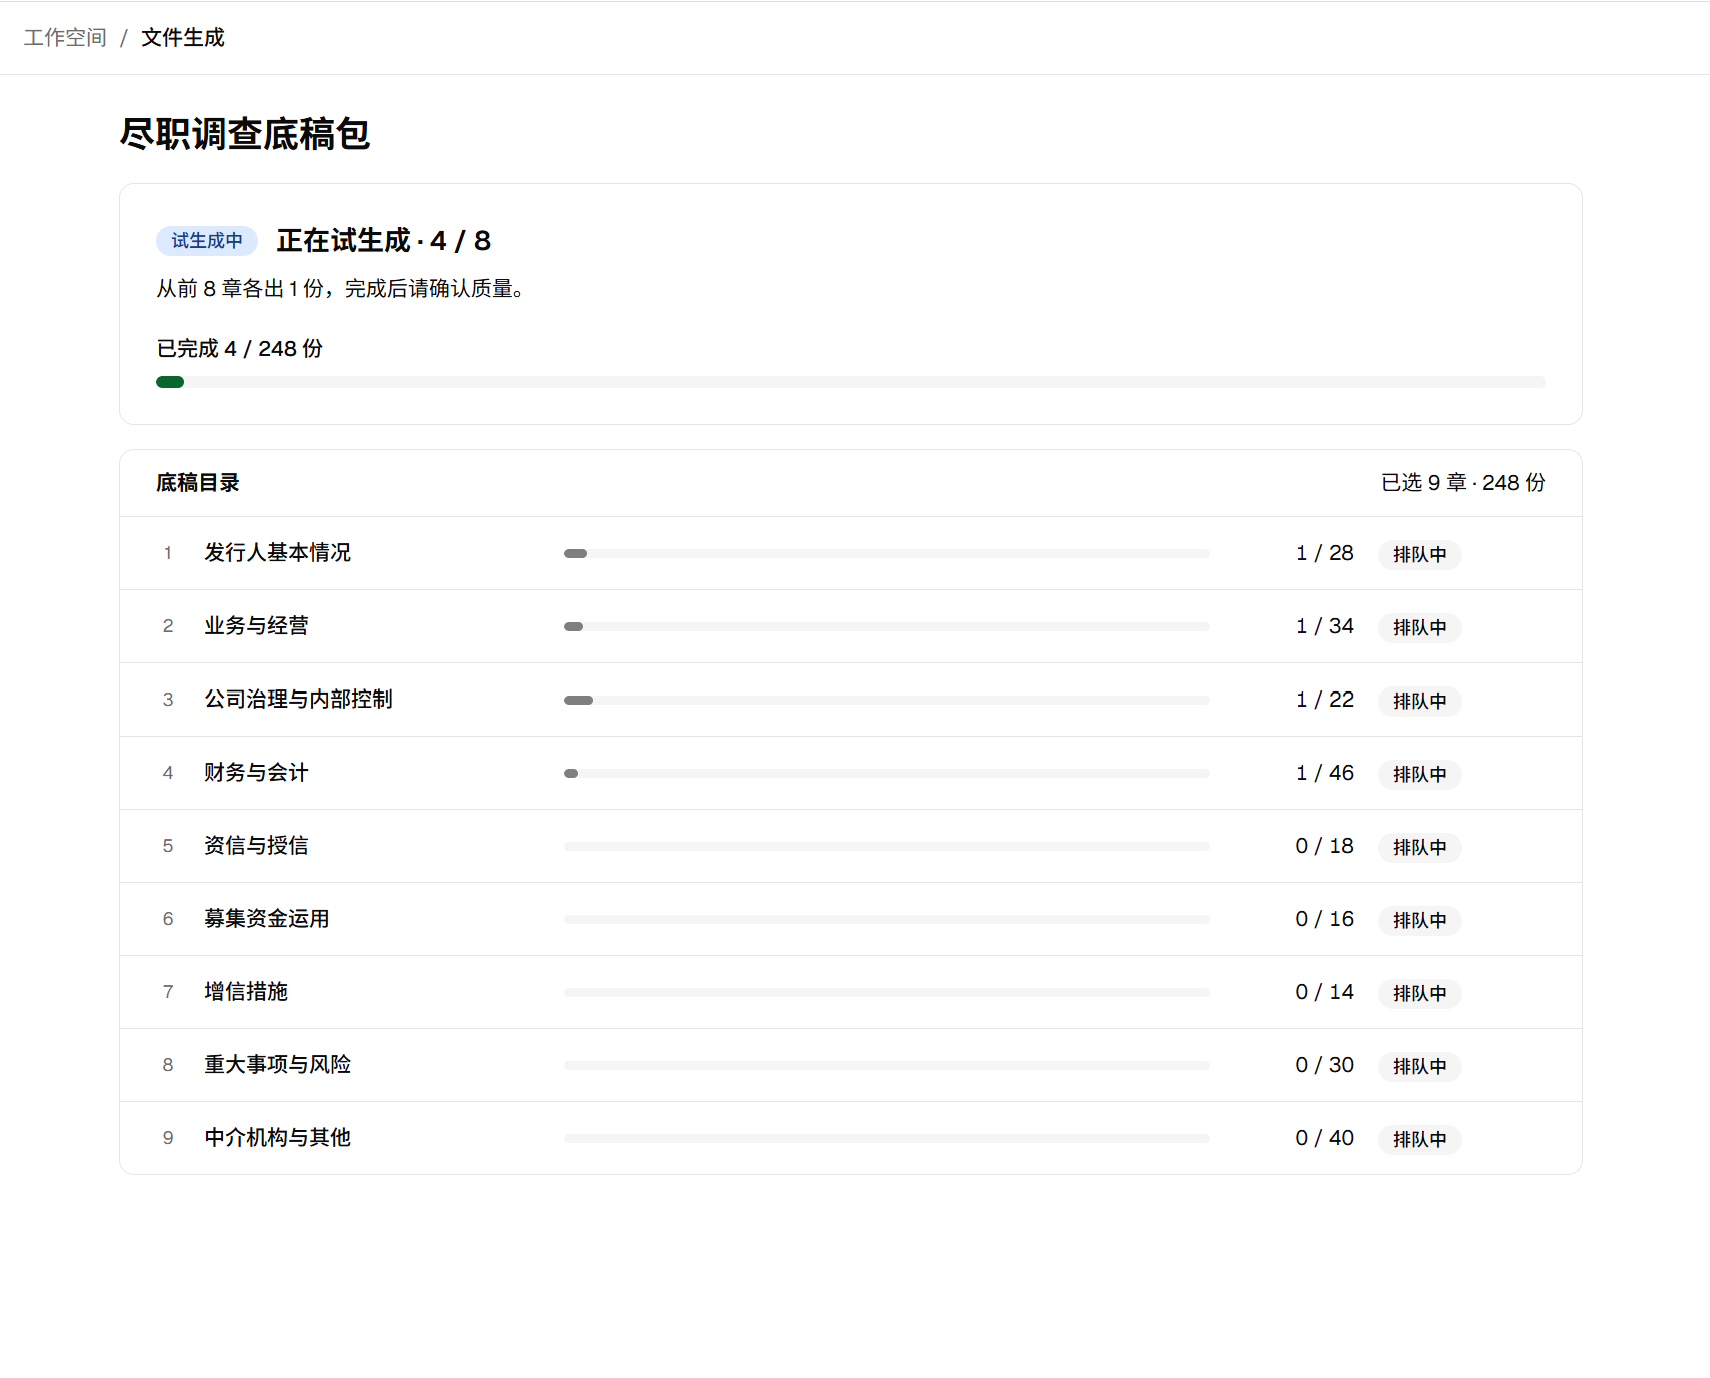 工作空间 / 文件生成
尽职调查底稿包
试生成中 正在试生成 · 4 / 8
从前 8 章各出 1 份，完成后请确认质量。
已完成 4 / 248 份
底稿目录 已选 9 章 · 248 份
1 发行人基本情况 1 / 28 排队中
2 业务与经营 1 / 34 排队中
3 公司治理与内部控制 1 / 22 排队中
4 财务与会计 1 / 46 排队中
5 资信与授信 0 / 18 排队中
6 募集资金运用 0 / 16 排队中
7 增信措施 0 / 14 排队中
8 重大事项与风险 0 / 30 排队中
9 中介机构与其他 0 / 40 排队中